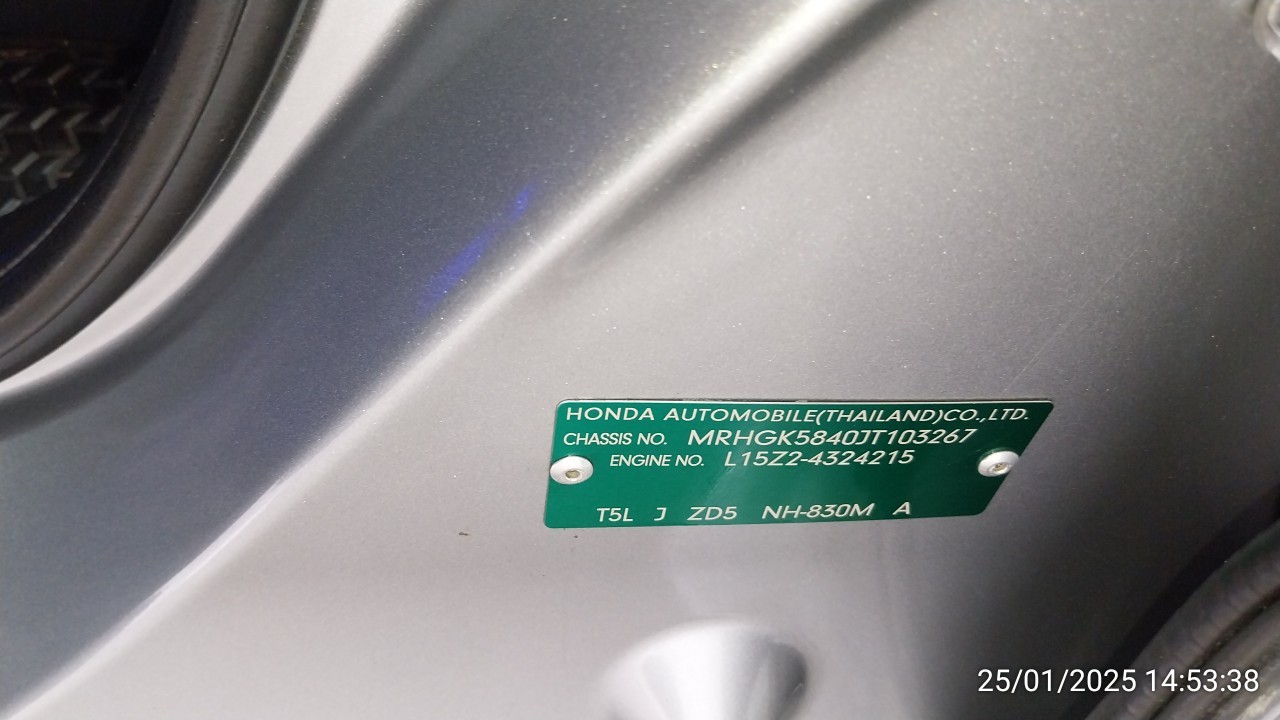 HONDA AUTOMOBILE(THAILAND)CO.,LTD.
CHASSIS NO. MRHGK5840JT103267
ENGINE NO. L15Z2-4324215
T5L J ZD5 NH-830M A
25/01/2025 14:53:38